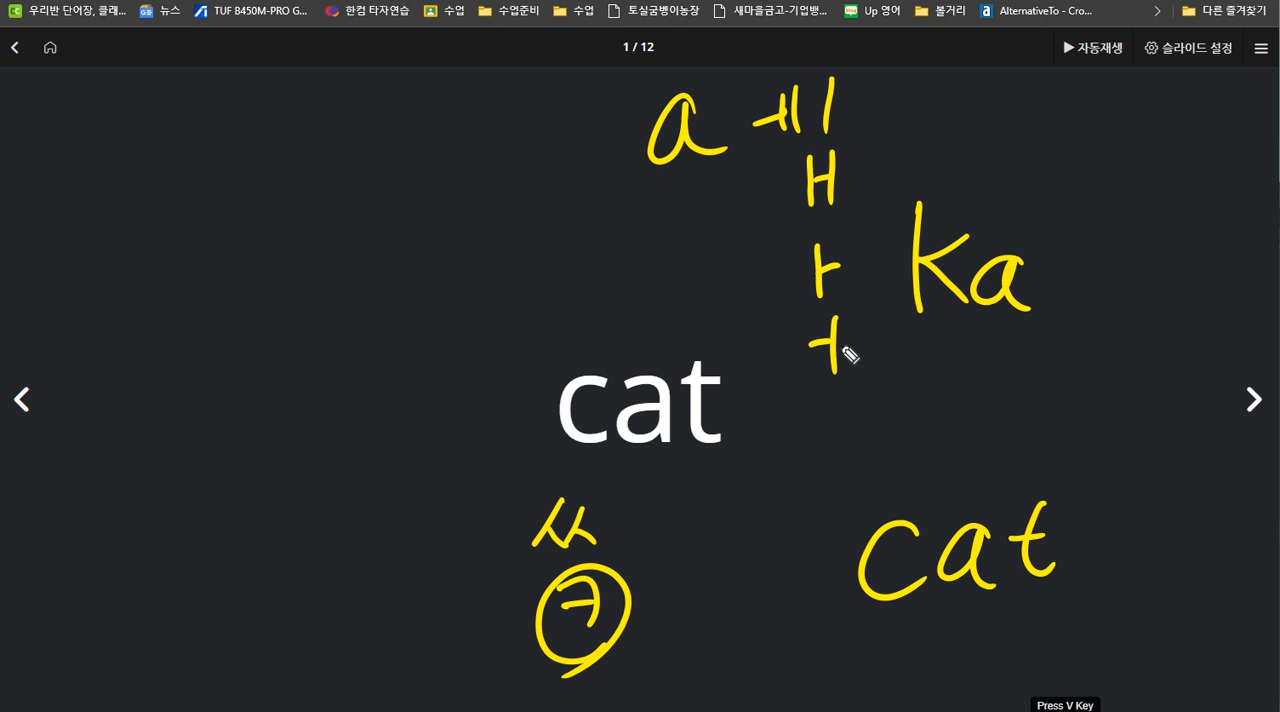 우리반 단어장, 클래... 뉴스 TUF B450M-PRO G... 한컴 타자연습 수업 수업준비 수업 토실굼벵이농장 새마을금고-기업뱅... Up 영어 볼거리 AlternativeTo - Cro... 다른 즐겨찾기
1 / 12 ▶ 자동재생 슬라이드 설정
a ㅔ ㅣ
ㅐ
ㅏ Ka
ㅓ
cat
ㅆ cat
ㅋ
Press V Key